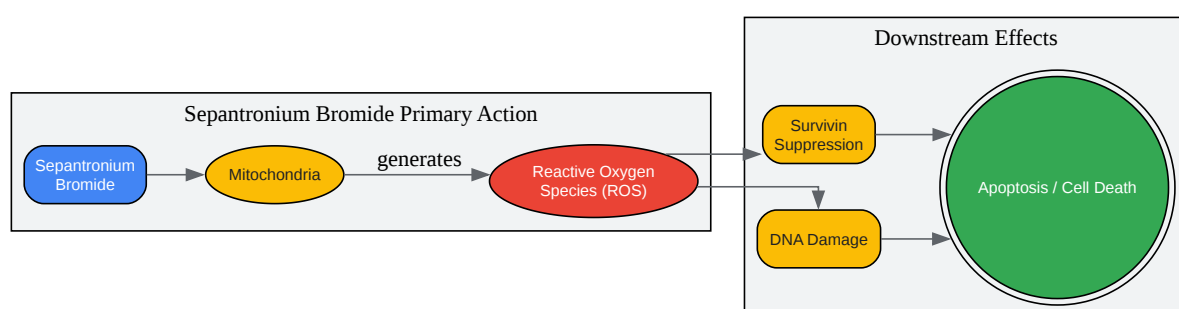 Sepantronium Bromide Primary Action
Sepantronium
Bromide
Mitochondria
generates
Reactive Oxygen
Species (ROS)
Downstream Effects
Survivin
Suppression
DNA Damage
Apoptosis / Cell Death